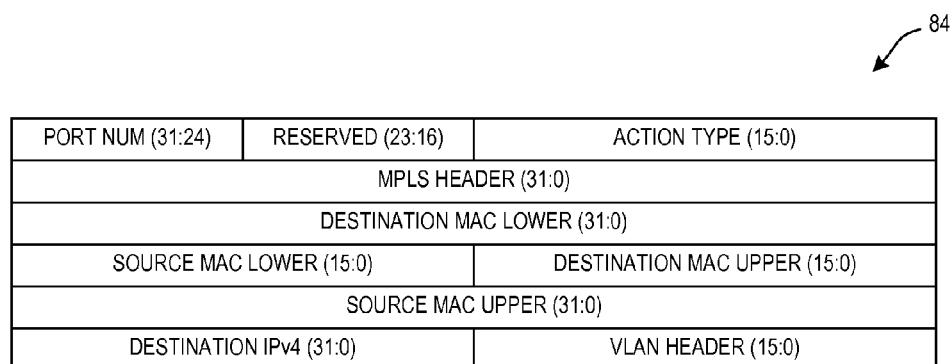 84
PORT NUM (31:24) RESERVED (23:16) ACTION TYPE (15:0)
MPLS HEADER (31:0)
DESTINATION MAC LOWER (31:0)
SOURCE MAC LOWER (15:0) DESTINATION MAC UPPER (15:0)
SOURCE MAC UPPER (31:0)
DESTINATION IPv4 (31:0) VLAN HEADER (15:0)